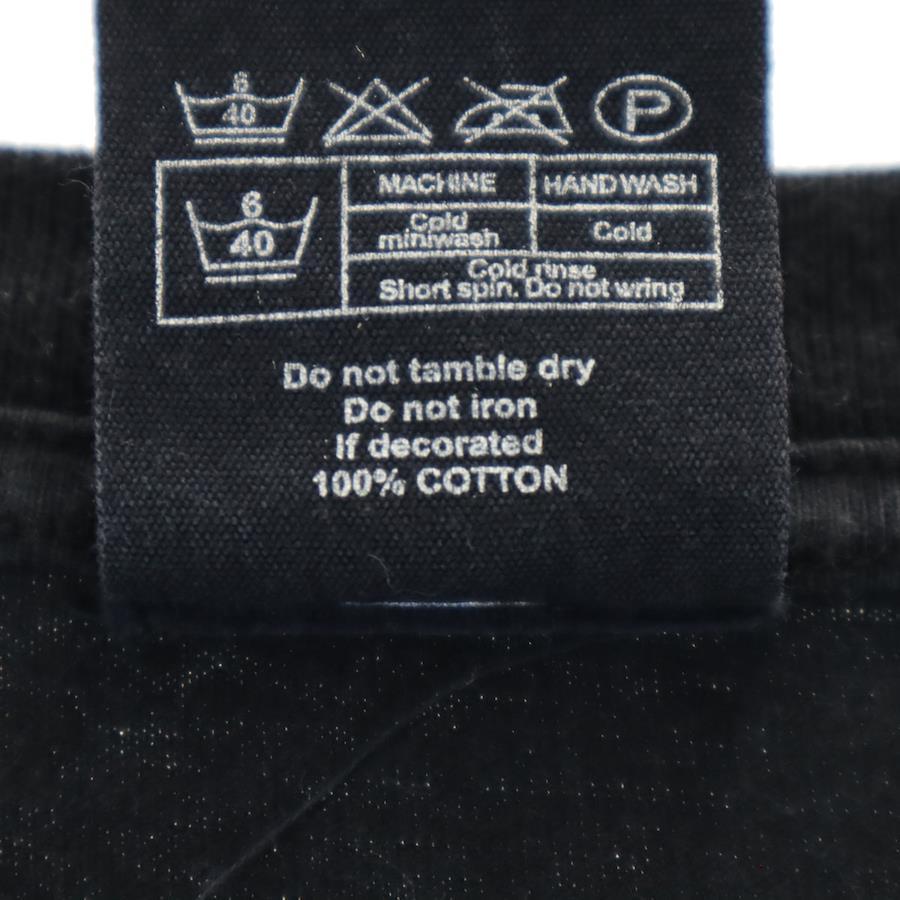 6
40
P
6
40
MACHINE HAND WASH
Cold
miniwash
Cold
Cold rinse
Short spin. Do not wring
Do not tamble dry
Do not iron
If decorated
100% COTTON